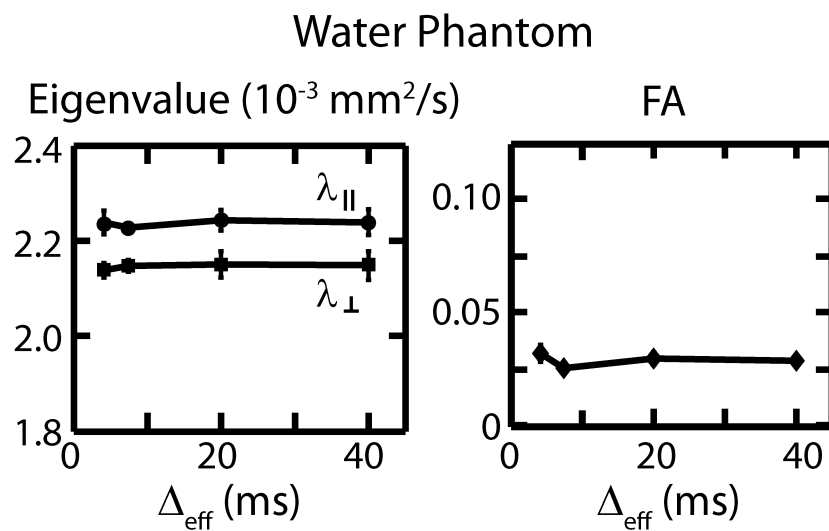 Water Phantom
Eigenvalue (10⁻³ mm²/s)
2.4
2.2
2.0
1.8
λ||
λ⊥
0
20
40
Δeff (ms)
FA
0.10
0.05
0
0
20
40
Δeff (ms)